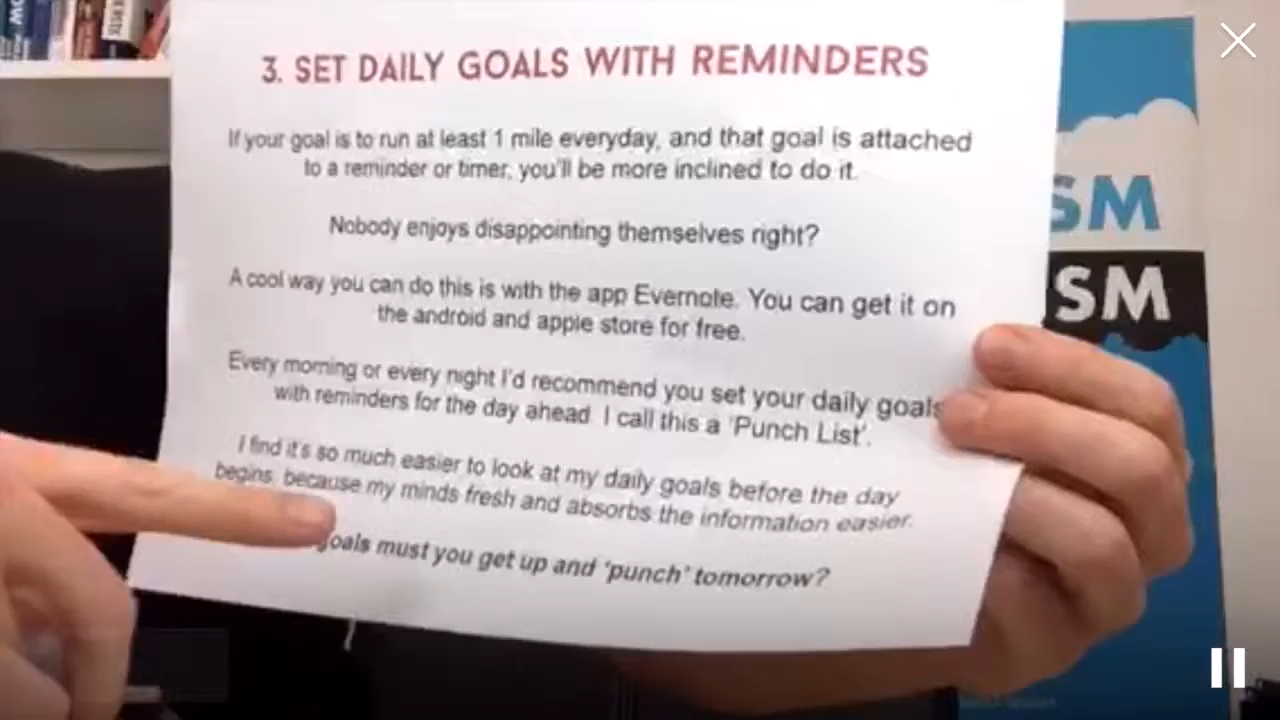 3. SET DAILY GOALS WITH REMINDERS
If your goal is to run at least 1 mile everyday, and that goal is attached
to a reminder or timer, you'll be more inclined to do it.
Nobody enjoys disappointing themselves right?
A cool way you can do this is with the app Evernote. You can get it on
the android and apple store for free.
Every morning or every night I'd recommend you set your daily goals
with reminders for the day ahead. I call this a 'Punch List'.
I find it's so much easier to look at my daily goals before the day
begins, because my minds fresh and absorbs the information easier.
goals must you get up and 'punch' tomorrow?
SM
SM